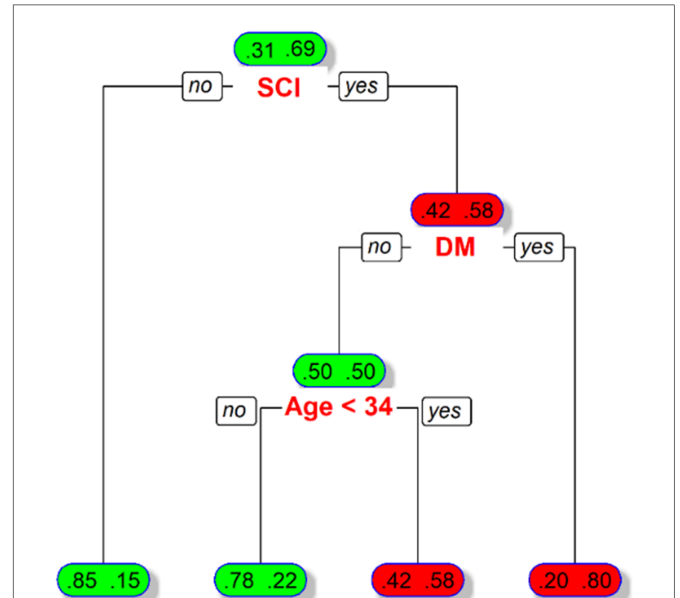 .31 .69
no SCI yes
.42 .58
no DM yes
.50 .50
no Age < 34 yes
.85 .15 .78 .22 .42 .58 .20 .80